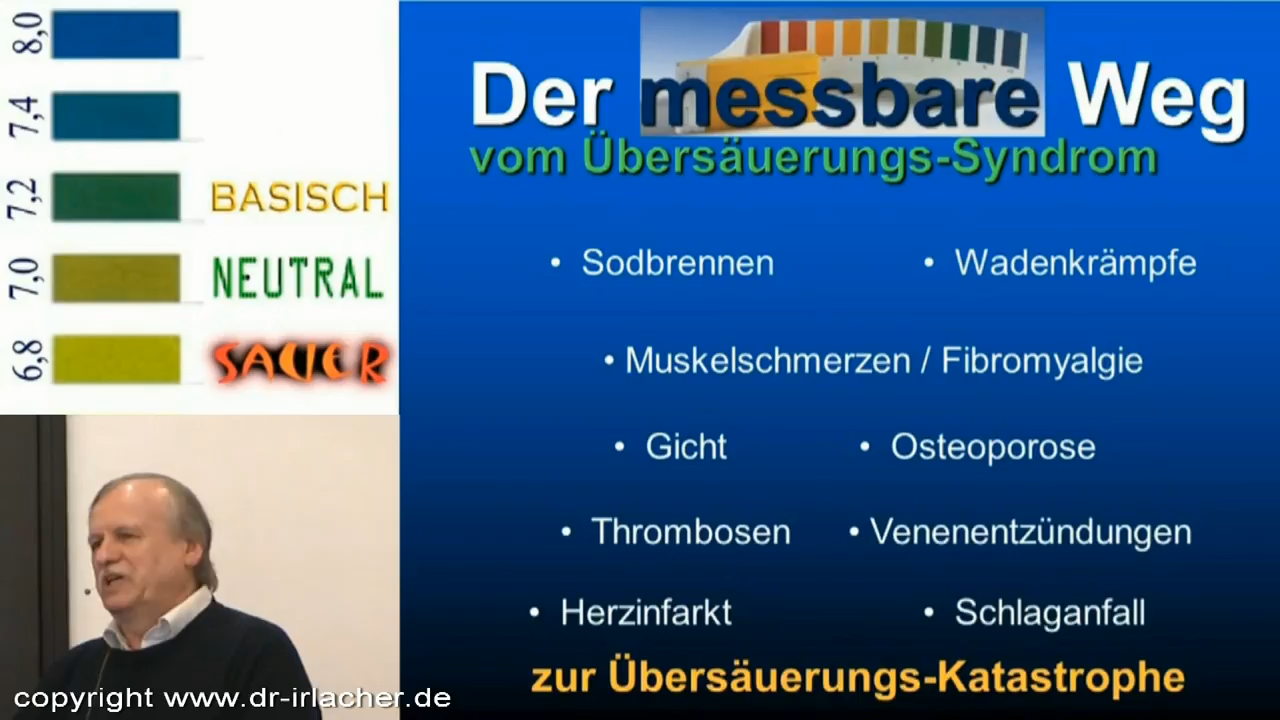 8,0
7,4
7,2 BASISCH
7,0 NEUTRAL
6,8 SAUER
Der messbare Weg
vom Übersäuerungs-Syndrom
• Sodbrennen • Wadenkrämpfe
• Muskelschmerzen / Fibromyalgie
• Gicht • Osteoporose
• Thrombosen • Venenentzündungen
• Herzinfarkt • Schlaganfall
zur Übersäuerungs-Katastrophe
copyright www.dr-irlacher.de